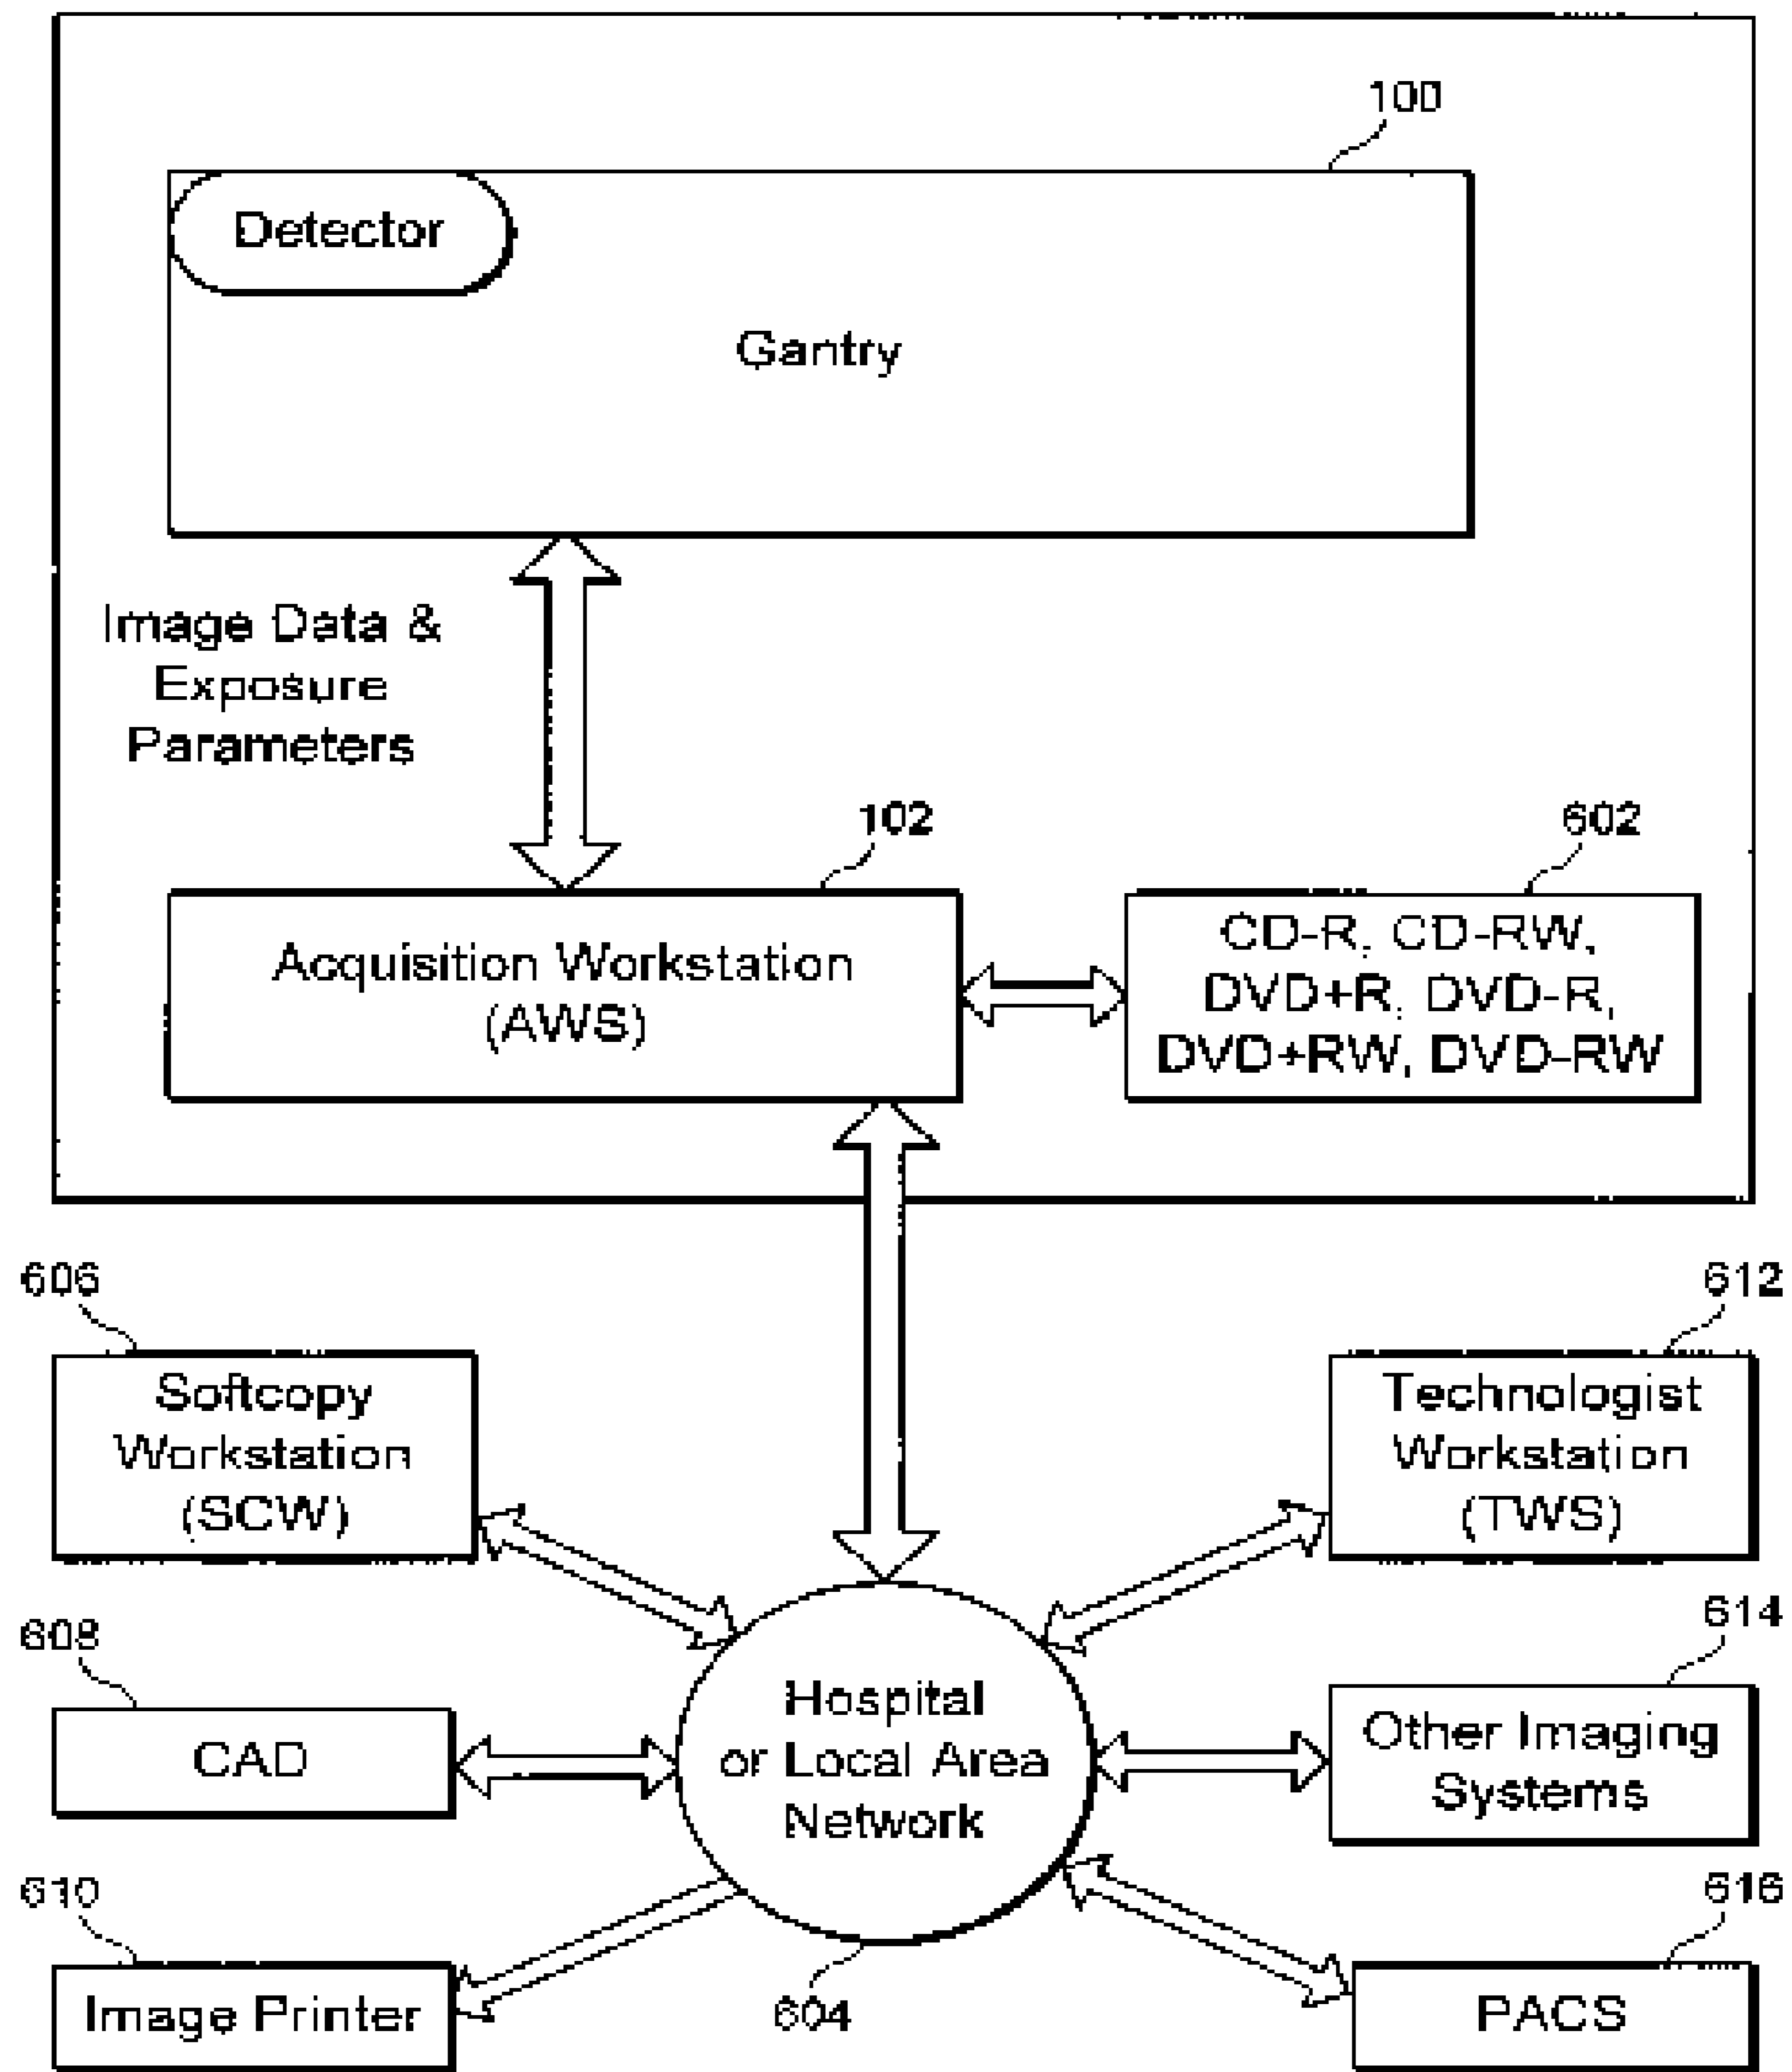 100
Detector
Gantry
Image Data &
Exposure
Parameters
102
602
Acquisition Workstation
(AWS)
CD-R, CD-RW,
DVD+R, DVD-R,
DVD+RW, DVD-RW
606
612
Softcopy
Workstation
(SCW)
Technologist
Workstation
(TWS)
608
614
CAD
Hospital
or Local Area
Network
Other Imaging
Systems
610
616
Image Printer
604
PACS